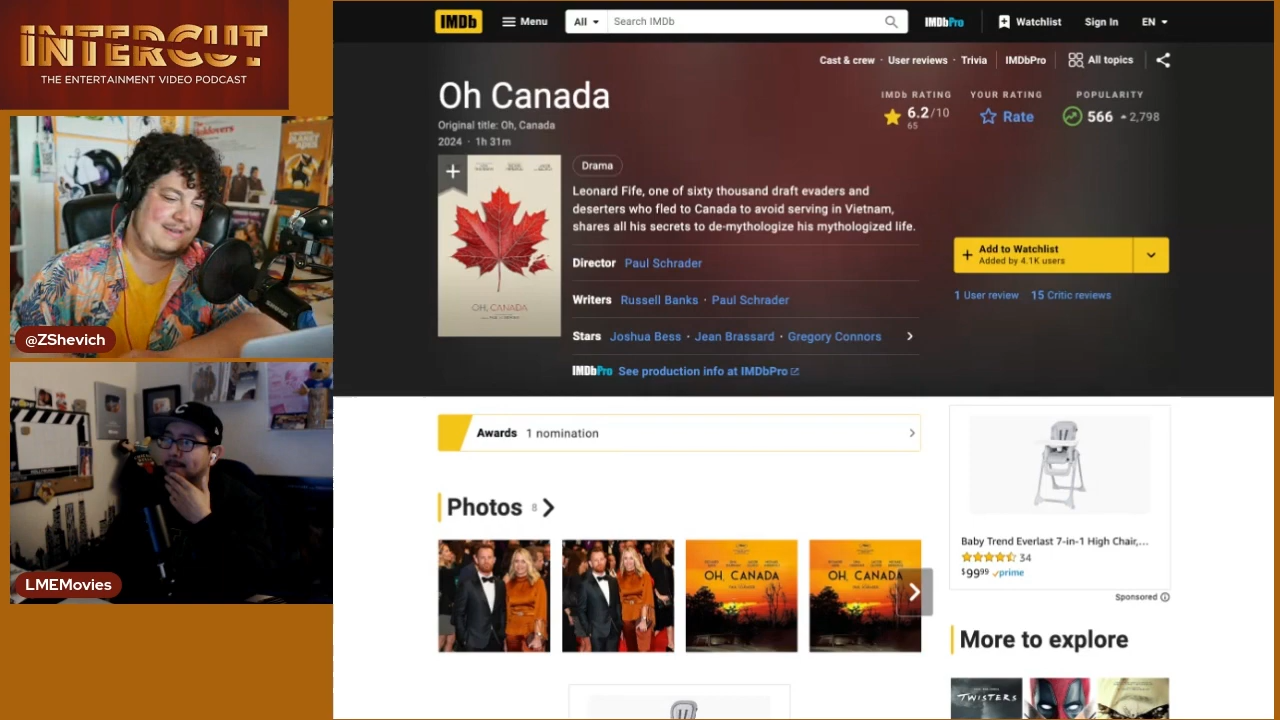 INTERCUT
THE ENTERTAINMENT VIDEO PODCAST
@ZShevich
LMEMovies
IMDb
Menu
All
Search IMDb
IMDbPro
Watchlist
Sign In
EN
Cast & crew · User reviews · Trivia
IMDbPro
All topics
Oh Canada
Original title: Oh, Canada
2024 · 1h 31m
IMDb RATING
6.2/10
65
YOUR RATING
Rate
POPULARITY
566
2,798
OH, CANADA
Drama
Leonard Fife, one of sixty thousand draft evaders and
deserters who fled to Canada to avoid serving in Vietnam,
shares all his secrets to de-mythologize his mythologized life.
Director Paul Schrader
Writers Russell Banks · Paul Schrader
Stars Joshua Bess · Jean Brassard · Gregory Connors
IMDbPro See production info at IMDbPro
Add to Watchlist
Added by 4.1K users
1 User review 15 Critic reviews
Awards 1 nomination
Photos 8
OH, CANADA
OH, CANADA
Baby Trend Everlast 7-in-1 High Chair,...
34
$9999 prime
Sponsored
More to explore
TWISTERS